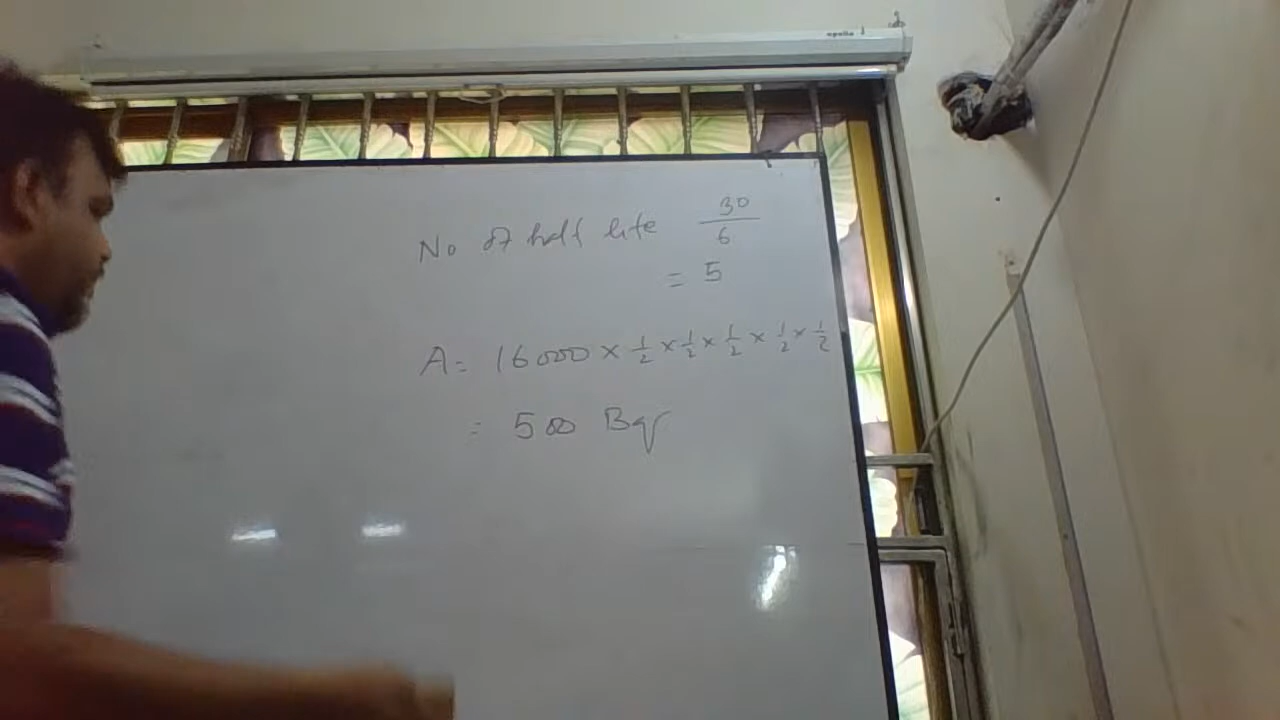 apollo
No of half life 30/6
= 5
A = 16000 × 1/2 × 1/2 × 1/2 × 1/2 × 1/2
= 500 Bq